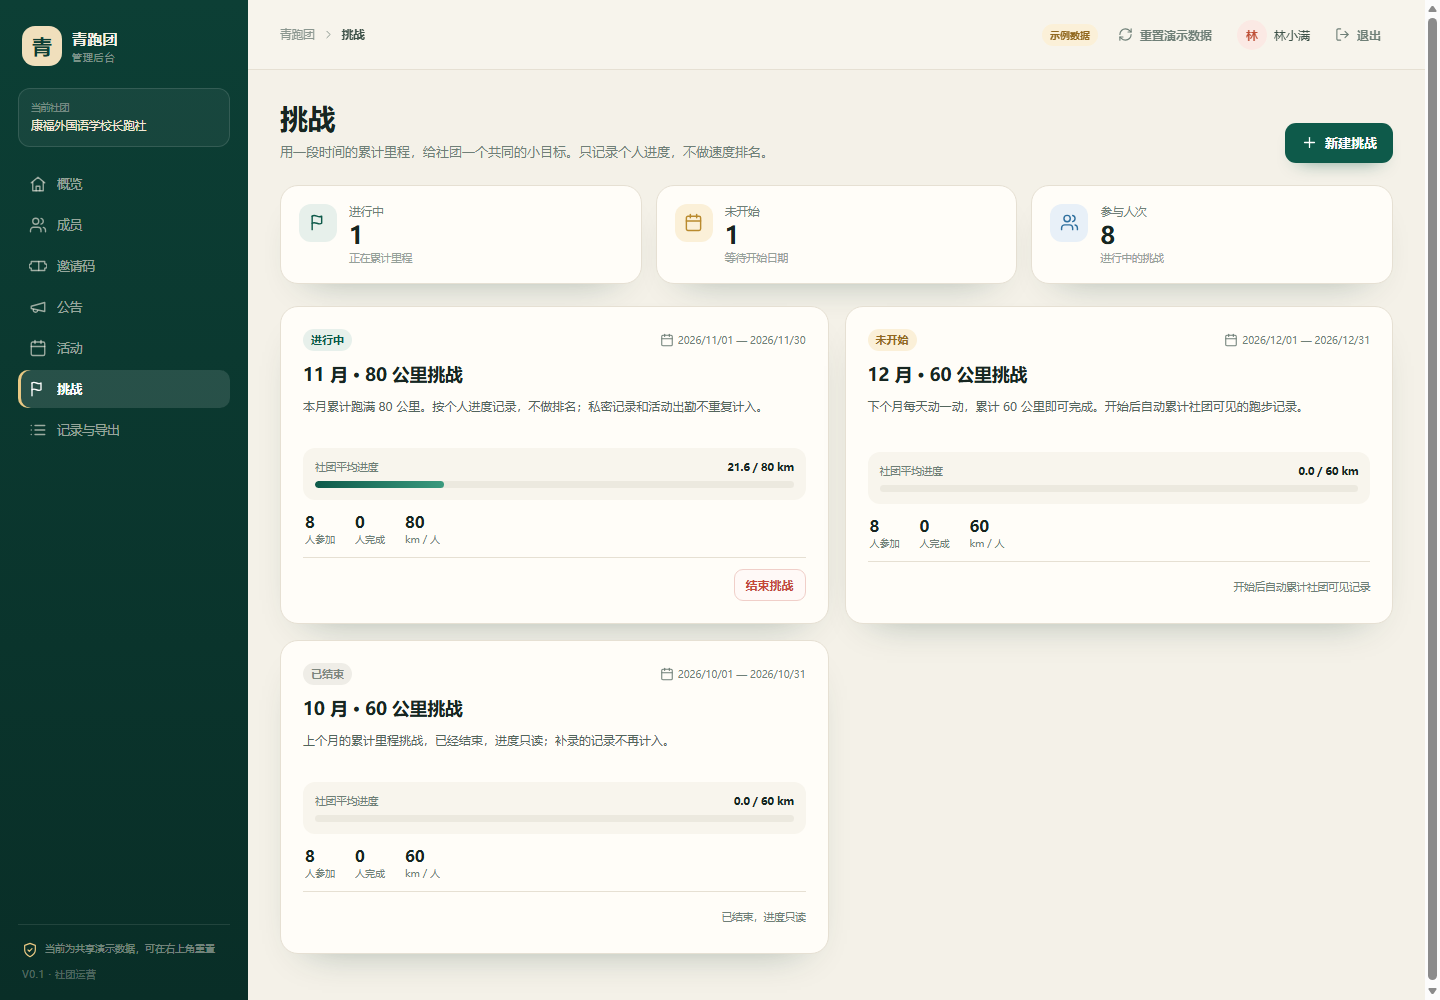 青
青跑团
管理后台
当前社团
康福外国语学校长跑社
概览
成员
邀请码
公告
活动
挑战
记录与导出
当前为共享演示数据，可在右上角重置
V0.1 · 社团运营
青跑团 > 挑战
示例数据
重置演示数据
林
林小满
退出
挑战
用一段时间的累计里程，给社团一个共同的小目标。只记录个人进度，不做速度排名。
新建挑战
进行中
1
正在累计里程
未开始
1
等待开始日期
参与人次
8
进行中的挑战
进行中
2026/11/01 — 2026/11/30
11 月 • 80 公里挑战
本月累计跑满 80 公里。按个人进度记录，不做排名；私密记录和活动出勤不重复计入。
社团平均进度
21.6 / 80 km
8 0 80
人参加 人完成 km / 人
结束挑战
未开始
2026/12/01 — 2026/12/31
12 月 • 60 公里挑战
下个月每天动一动，累计 60 公里即可完成。开始后自动累计社团可见的跑步记录。
社团平均进度
0.0 / 60 km
8 0 60
人参加 人完成 km / 人
开始后自动累计社团可见记录
已结束
2026/10/01 — 2026/10/31
10 月 • 60 公里挑战
上个月的累计里程挑战，已经结束，进度只读；补录的记录不再计入。
社团平均进度
0.0 / 60 km
8 0 60
人参加 人完成 km / 人
已结束，进度只读